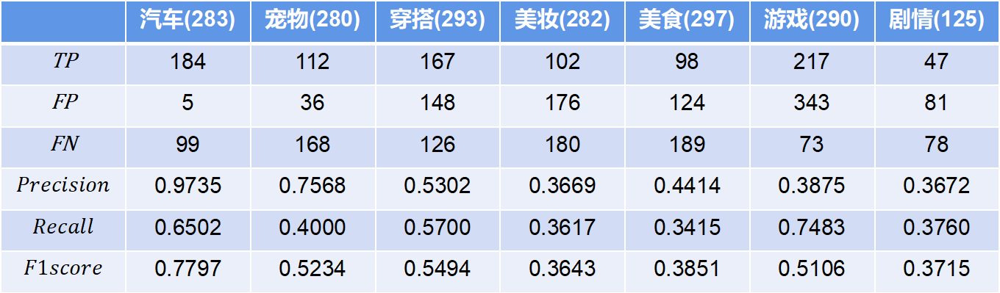 汽车(283) 宠物(280) 穿搭(293) 美妆(282) 美食(297) 游戏(290) 剧情(125)
TP 184 112 167 102 98 217 47
FP 5 36 148 176 124 343 81
FN 99 168 126 180 189 73 78
Precision 0.9735 0.7568 0.5302 0.3669 0.4414 0.3875 0.3672
Recall 0.6502 0.4000 0.5700 0.3617 0.3415 0.7483 0.3760
F1score 0.7797 0.5234 0.5494 0.3643 0.3851 0.5106 0.3715